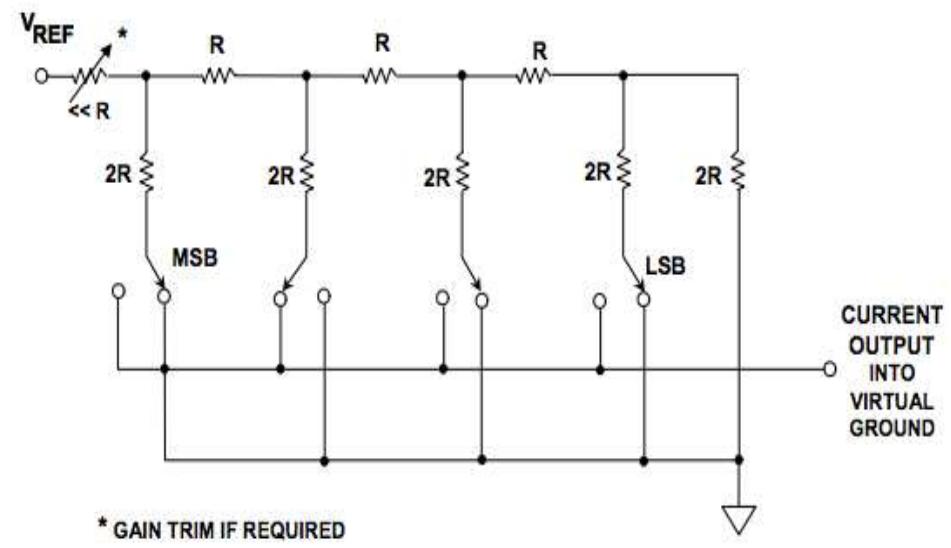 VREF
*
R
R
R
<< R
2R
2R
2R
2R
2R
MSB
LSB
CURRENT
OUTPUT
INTO
VIRTUAL
GROUND
* GAIN TRIM IF REQUIRED